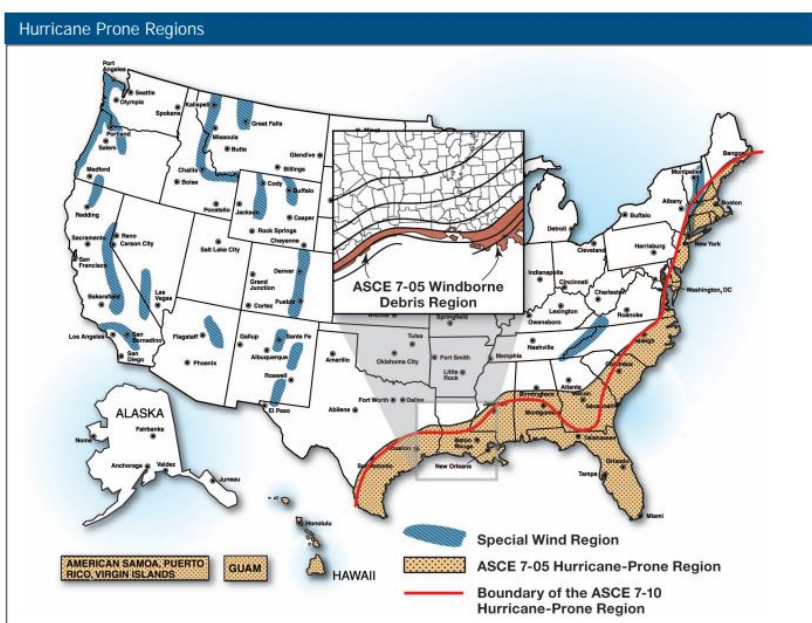 Hurricane Prone Regions
Port
Angeles
Seattle
Olympia
Spokane
Kalispell
Great Falls
Portland
Salem
Missoula
Butte
Glendive
Billings
Medford
Challis
Boise
Cody
Buffalo
Pocatello
Jackson
Casper
Redding
Rock Springs
Cheyenne
Reno
Carson City
Sacramento
San
Francisco
Salt Lake City
Grand
Junction
Denver
Pueblo
Cortez
Las
Vegas
Bakersfield
Los Angeles
San
Bernadino
San
Diego
Flagstaff
Phoenix
Gallup
Santa Fe
Albuquerque
Roswell
El Paso
Amarillo
Abilene
Fort Worth
Dallas
Tulsa
Oklahoma City
Springfield
Fort Smith
Little
Rock
Memphis
Nashville
Owensboro
Lexington
Indianapolis
Cincinnati
Charleston
Roanoke
Detroit
Cleveland
Buffalo
Harrisburg
Albany
Montpelier
Bangor
Boston
New York
Washington, DC
Raleigh
Atlanta
Birmingham
Tallahassee
Baton
Rouge
New Orleans
Orlando
Tampa
Miami
ASCE 7-05 Windborne
Debris Region
ALASKA
Fairbanks
Nome
Anchorage
Valdez
Juneau
Honolulu
HAWAII
AMERICAN SAMOA, PUERTO
RICO, VIRGIN ISLANDS
GUAM
Special Wind Region
ASCE 7-05 Hurricane-Prone Region
Boundary of the ASCE 7-10
Hurricane-Prone Region